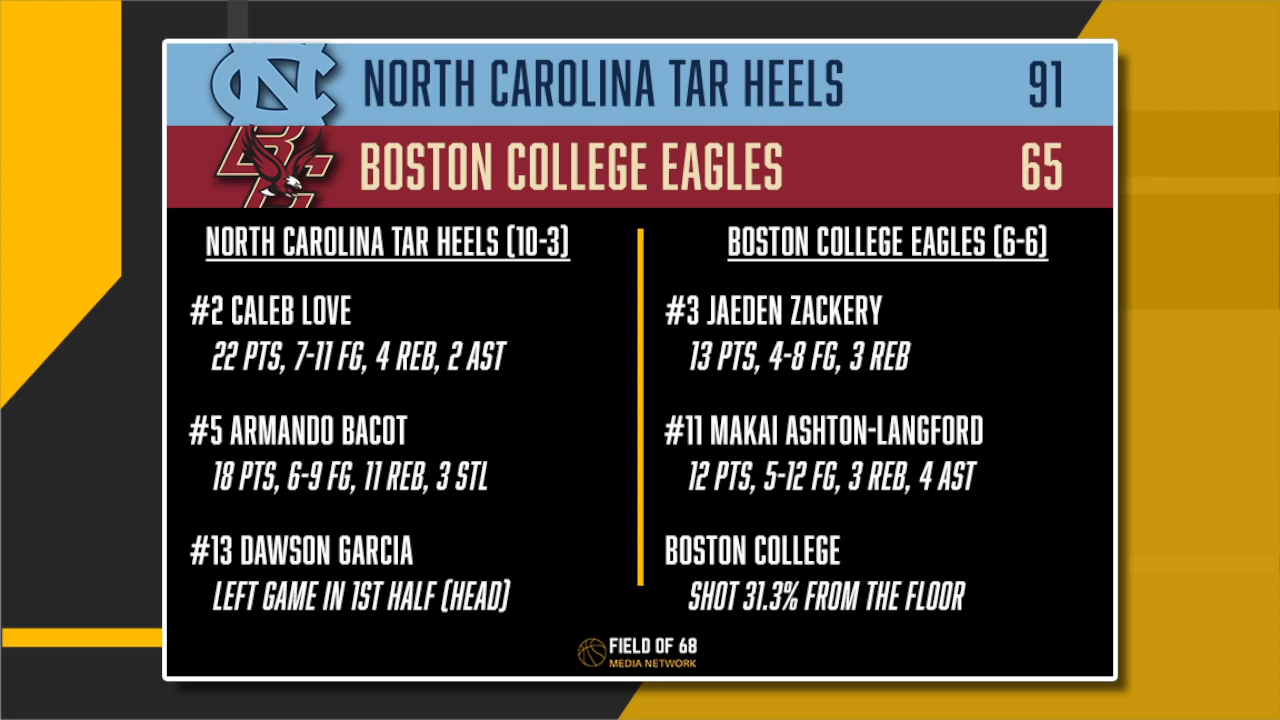 NORTH CAROLINA TAR HEELS 91
BOSTON COLLEGE EAGLES 65
NORTH CAROLINA TAR HEELS (10-3)
#2 CALEB LOVE
22 PTS, 7-11 FG, 4 REB, 2 AST
#5 ARMANDO BACOT
18 PTS, 6-9 FG, 11 REB, 3 STL
#13 DAWSON GARCIA
LEFT GAME IN 1ST HALF (HEAD)
BOSTON COLLEGE EAGLES (6-6)
#3 JAEDEN ZACKERY
13 PTS, 4-8 FG, 3 REB
#11 MAKAI ASHTON-LANGFORD
12 PTS, 5-12 FG, 3 REB, 4 AST
BOSTON COLLEGE
SHOT 31.3% FROM THE FLOOR
FIELD OF 68
MEDIA NETWORK